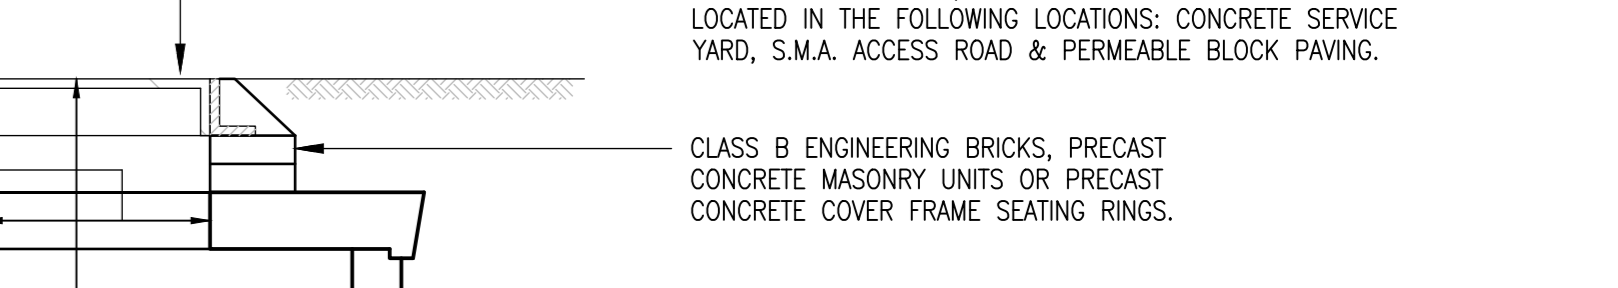 LOCATED IN THE FOLLOWING LOCATIONS: CONCRETE SERVICE
YARD, S.M.A. ACCESS ROAD & PERMEABLE BLOCK PAVING.
CLASS B ENGINEERING BRICKS, PRECAST
CONCRETE MASONRY UNITS OR PRECAST
CONCRETE COVER FRAME SEATING RINGS.